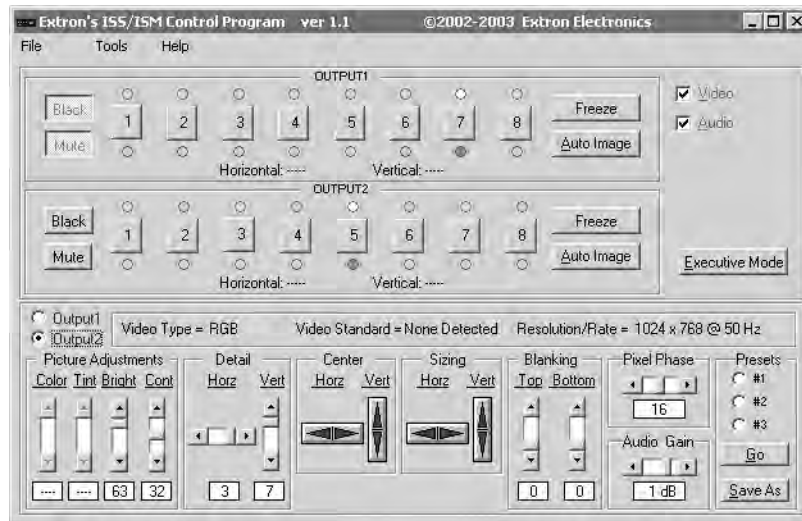 Extron's ISS/ISM Control Program ver 1.1 ©2002-2003 Extron Electronics
File Tools Help
OUTPUT1
Black
Mute
1 2 3 4 5 6 7 8
Freeze
Auto Image
Horizontal: ---- Vertical: ----
Video
Audio
OUTPUT2
Black
Mute
1 2 3 4 5 6 7 8
Freeze
Auto Image
Horizontal: ---- Vertical: ----
Executive Mode
Output1
Output2
Video Type = RGB Video Standard = None Detected Resolution/Rate = 1024 x 768 @ 50 Hz
Picture Adjustments
Color Tint Bright Cont
---- ---- 63 32
Detail
Horz Vert
3 7
Center
Horz Vert
Sizing
Horz Vert
Blanking
Top Bottom
0 0
Pixel Phase
16
Audio Gain
-1 dB
Presets
#1
#2
#3
Go
Save As